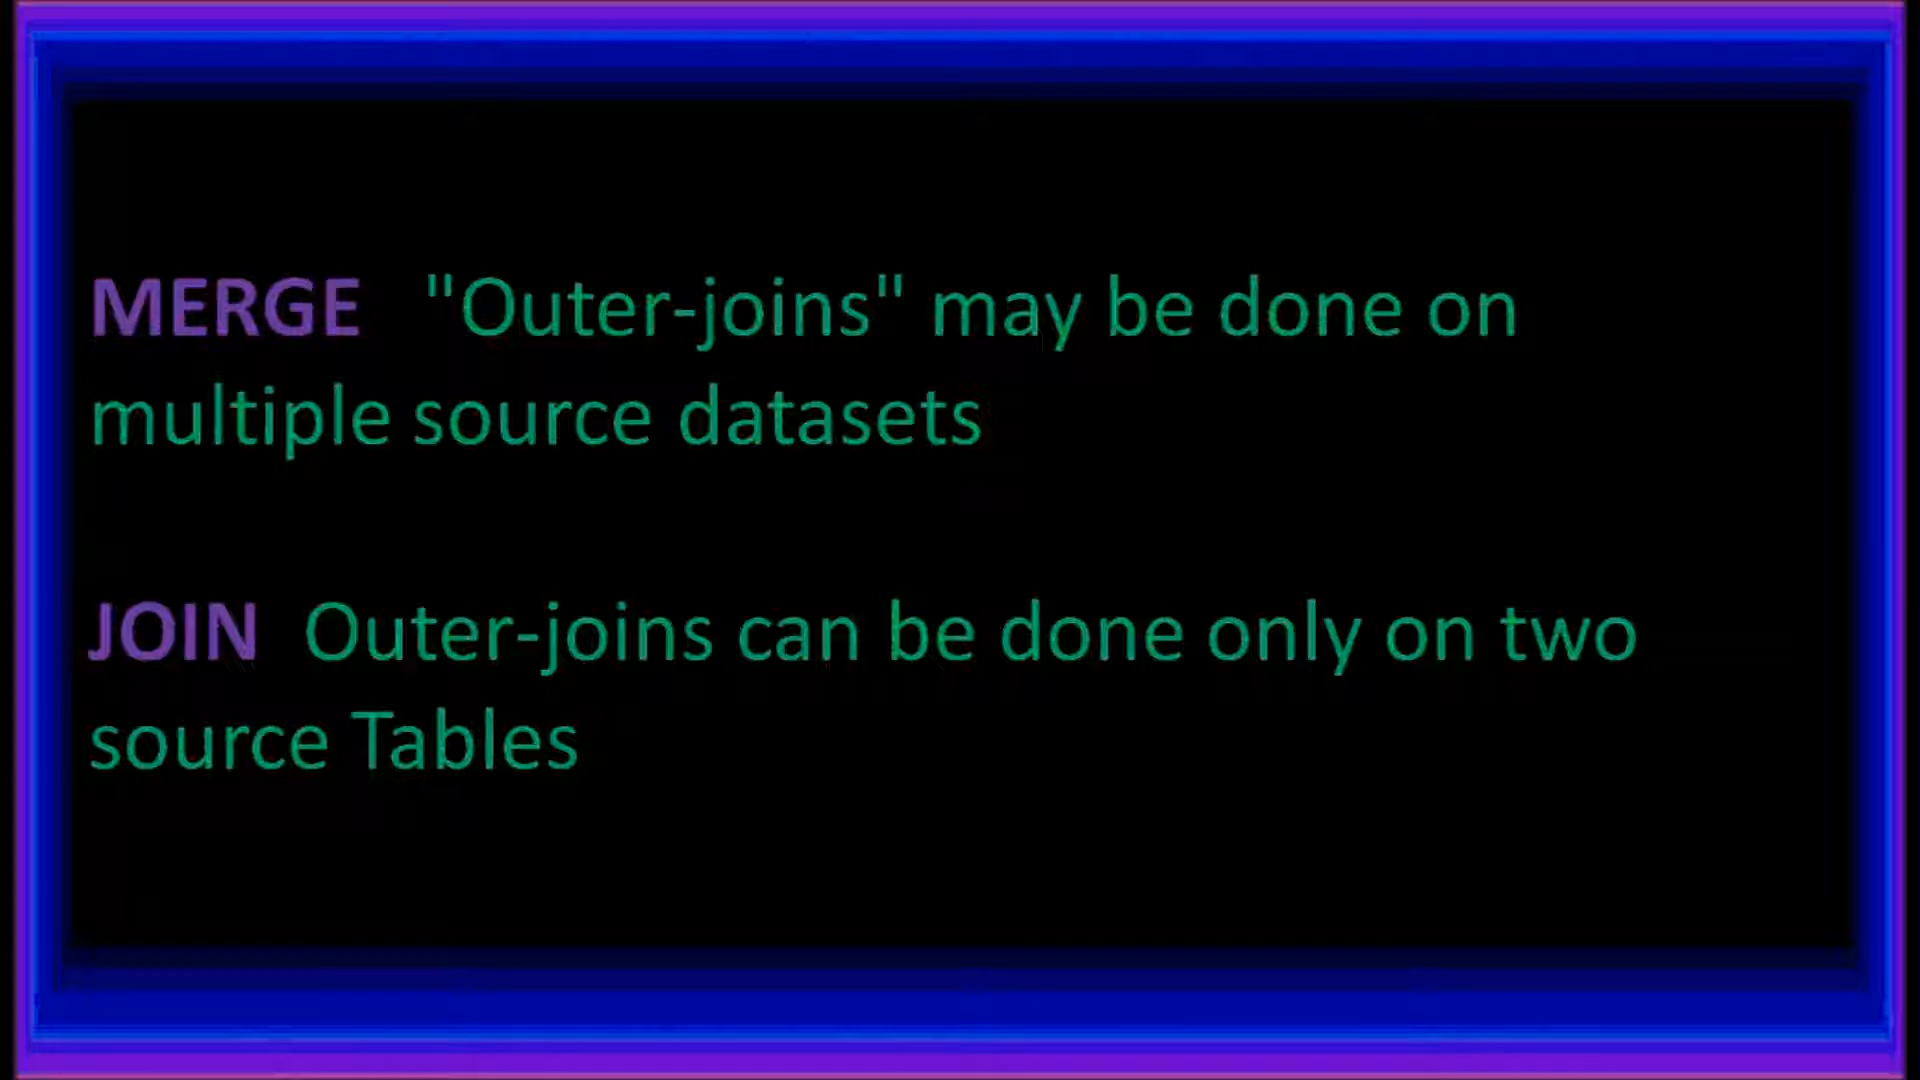 MERGE "Outer-joins" may be done on
multiple source datasets
JOIN Outer-joins can be done only on two
source Tables